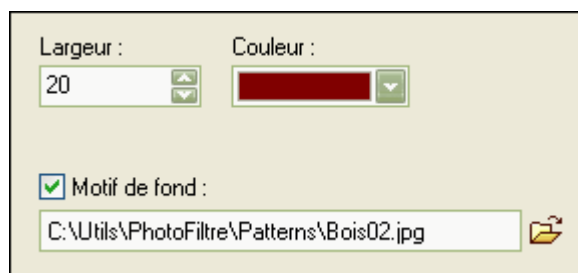 Largeur : Couleur :
20
Motif de fond :
C:\Utils\PhotoFiltre\Patterns\Bois02.jpg